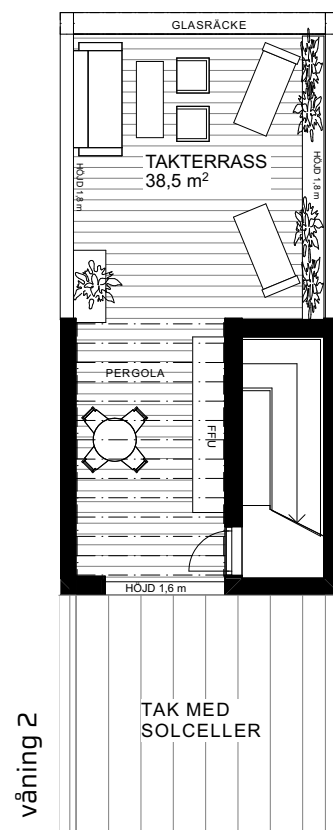 GLASRÄCKE
TAKTERRASS
38,5 m²
HÖJD 1,8 m
HÖJD 1,8 m
PERGOLA
FFU
HÖJD 1,6 m
TAK MED
SOLCELLER
våning 2